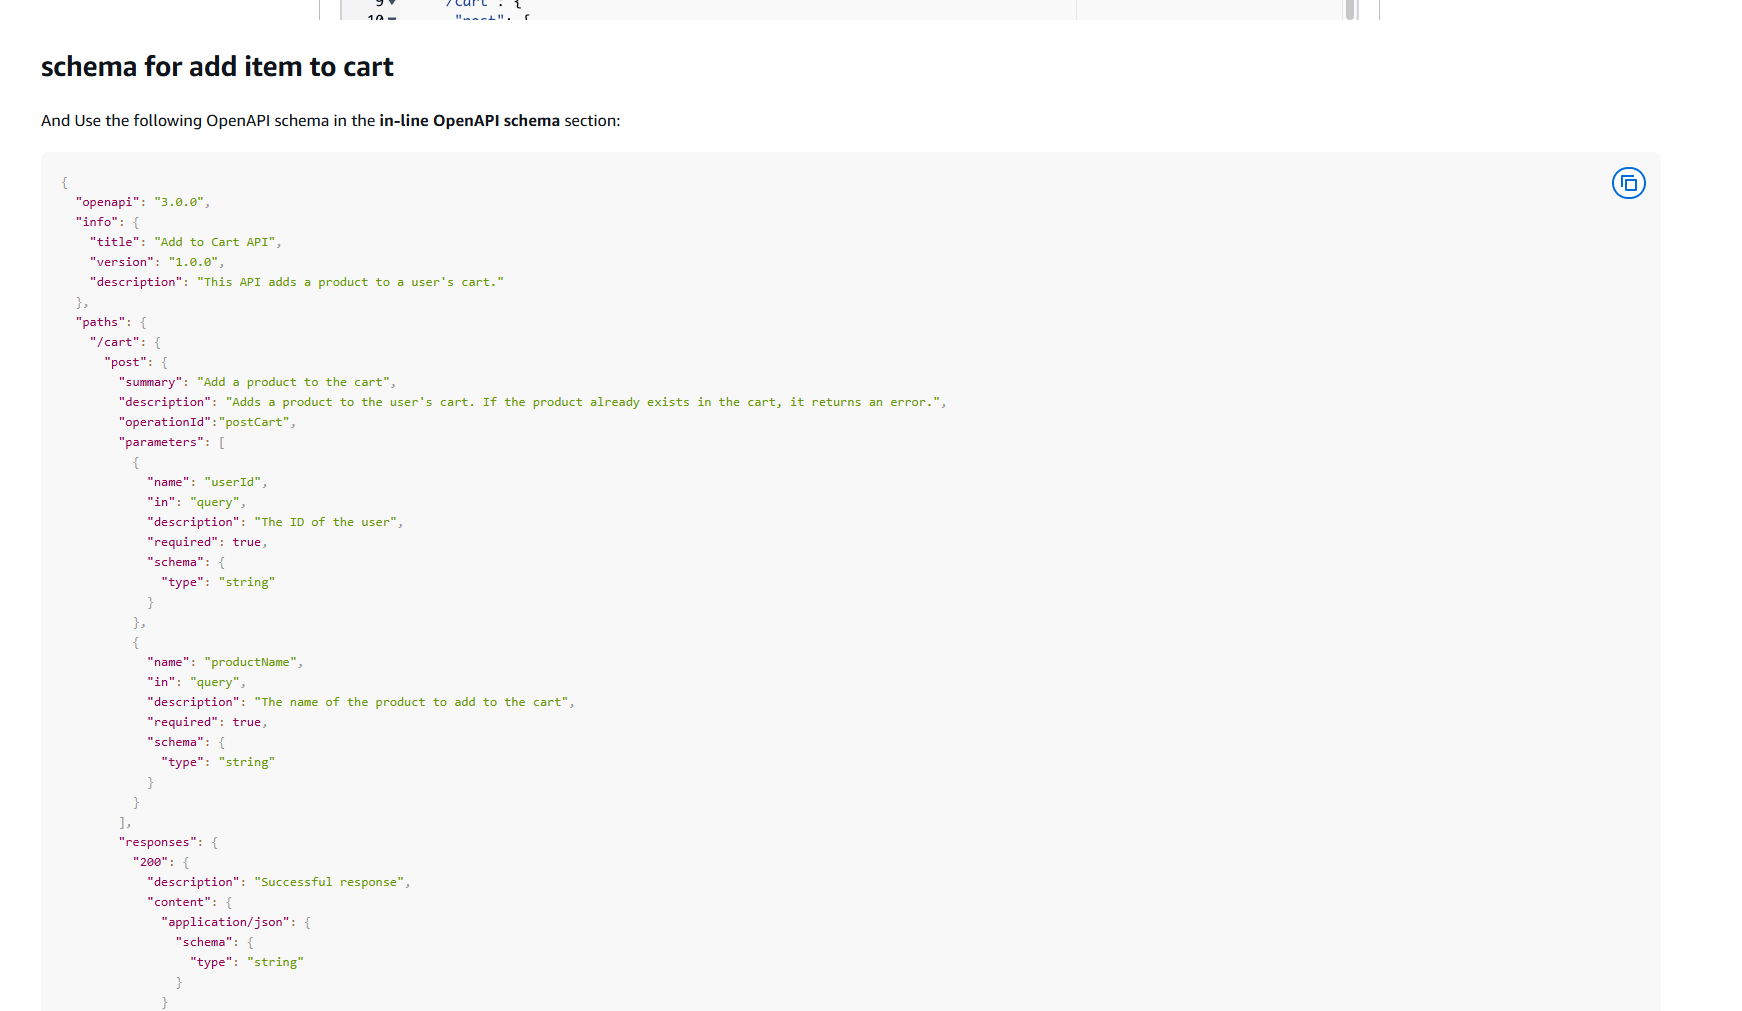 9 "/cart": {
10 "post": {
schema for add item to cart
And Use the following OpenAPI schema in the in-line OpenAPI schema section:
{
  "openapi": "3.0.0",
  "info": {
    "title": "Add to Cart API",
    "version": "1.0.0",
    "description": "This API adds a product to a user's cart."
  },
  "paths": {
    "/cart": {
      "post": {
        "summary": "Add a product to the cart",
        "description": "Adds a product to the user's cart. If the product already exists in the cart, it returns an error.",
        "operationId":"postCart",
        "parameters": [
          {
            "name": "userId",
            "in": "query",
            "description": "The ID of the user",
            "required": true,
            "schema": {
              "type": "string"
            }
          },
          {
            "name": "productName",
            "in": "query",
            "description": "The name of the product to add to the cart",
            "required": true,
            "schema": {
              "type": "string"
            }
          }
        ],
        "responses": {
          "200": {
            "description": "Successful response",
            "content": {
              "application/json": {
                "schema": {
                  "type": "string"
                }
              }